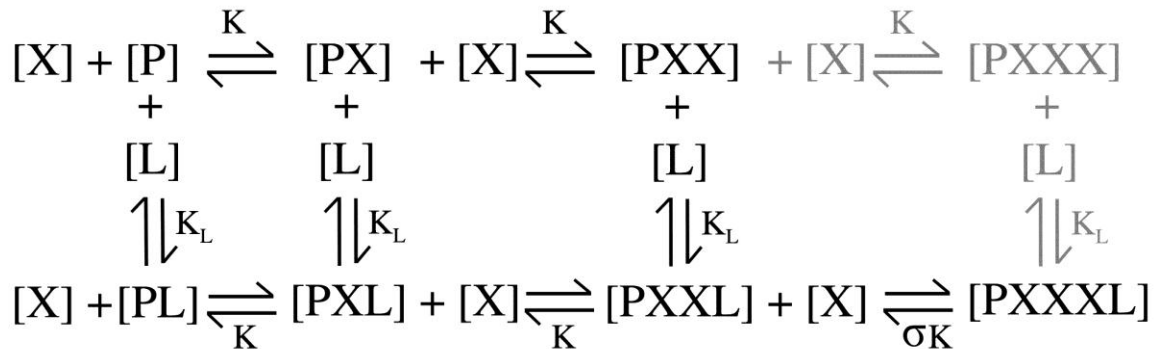 K K K
[X] + [P] ⇌ [PX] + [X] ⇌ [PXX] + [X] ⇌ [PXXX]
+ + + +
[L] [L] [L] [L]
K_L K_L K_L K_L
[X] +[PL] ⇌ [PXL] + [X] ⇌ [PXXL] + [X] ⇌ [PXXXL]
K K σK